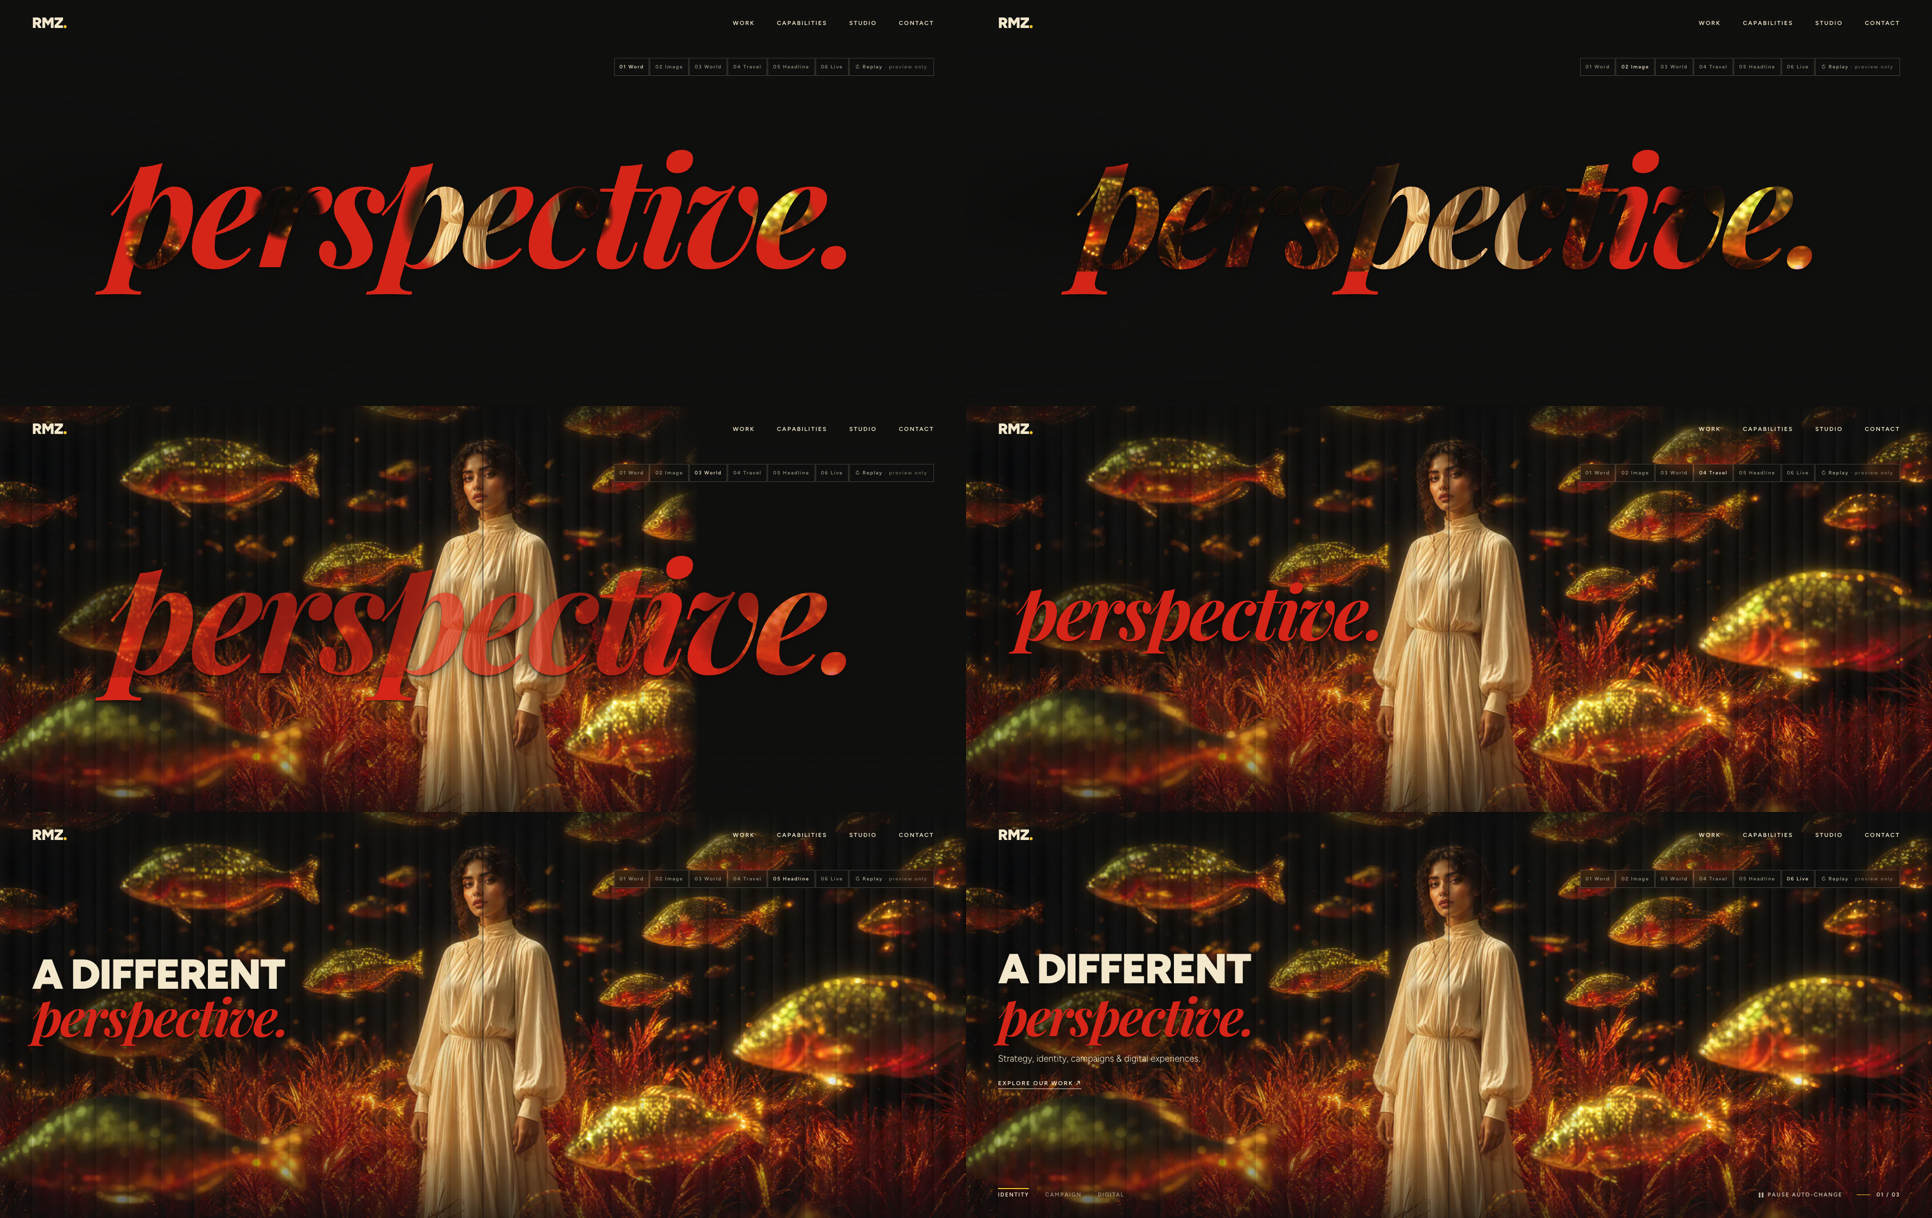 RMZ.
WORK CAPABILITIES STUDIO CONTACT
01 Word 02 Image 03 World 04 Travel 05 Headline 06 Live Replay · preview only
perspective.
RMZ.
WORK CAPABILITIES STUDIO CONTACT
01 Word 02 Image 03 World 04 Travel 05 Headline 06 Live Replay · preview only
perspective.
RMZ.
WORK CAPABILITIES STUDIO CONTACT
01 Word 02 Image 03 World 04 Travel 05 Headline 06 Live Replay · preview only
perspective.
RMZ.
WORK CAPABILITIES STUDIO CONTACT
01 Word 02 Image 03 World 04 Travel 05 Headline 06 Live Replay · preview only
perspective.
RMZ.
WORK CAPABILITIES STUDIO CONTACT
01 Word 02 Image 03 World 04 Travel 05 Headline 06 Live Replay · preview only
A DIFFERENT
perspective.
RMZ.
WORK CAPABILITIES STUDIO CONTACT
01 Word 02 Image 03 World 04 Travel 05 Headline 06 Live Replay · preview only
A DIFFERENT
perspective.
Strategy, identity, campaigns & digital experiences.
EXPLORE OUR WORK ↗
IDENTITY CAMPAIGN DIGITAL
PAUSE AUTO-CHANGE 01 / 03